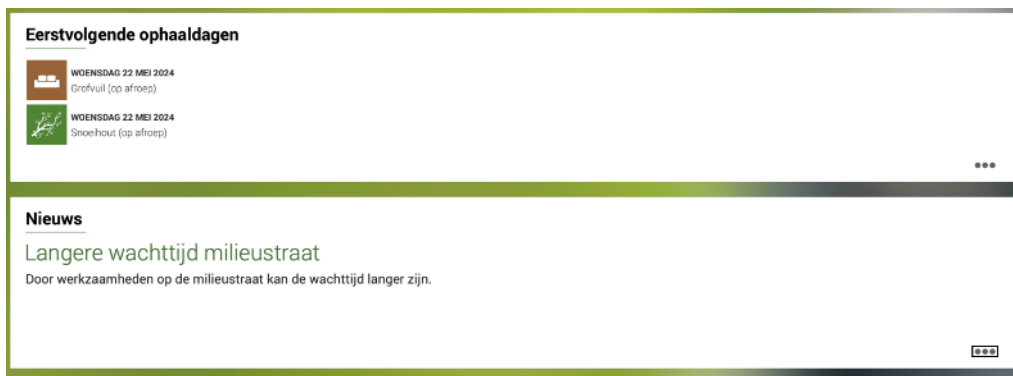 Eerstvolgende ophaaldagen
WOENSDAG 22 MEI 2024
Grofvuil (op afroep)
WOENSDAG 22 MEI 2024
Snoeihout (op afroep)
Nieuws
Langere wachttijd milieustraat
Door werkzaamheden op de milieustraat kan de wachttijd langer zijn.